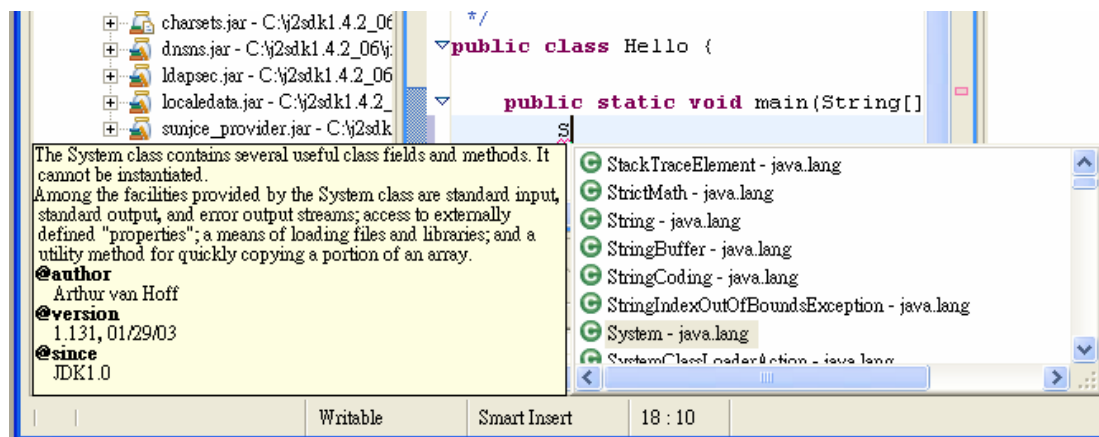 charsets.jar - C:\j2sdk1.4.2_06
dnsns.jar - C:\j2sdk1.4.2_06\j
ldapsec.jar - C:\j2sdk1.4.2_06
localedata.jar - C:\j2sdk1.4.2_
sunjce_provider.jar - C:\j2sdk
*/
public class Hello {
public static void main(String[]
S
The System class contains several useful class fields and methods. It
cannot be instantiated.
Among the facilities provided by the System class are standard input,
standard output, and error output streams; access to externally
defined "properties"; a means of loading files and libraries; and a
utility method for quickly copying a portion of an array.
@author
Arthur van Hoff
@version
1.131, 01/29/03
@since
JDK1.0
StackTraceElement - java.lang
StrictMath - java.lang
String - java.lang
StringBuffer - java.lang
StringCoding - java.lang
StringIndexOutOfBoundsException - java.lang
System - java.lang
SystemClassLoaderAction - java.lang
Writable
Smart Insert
18 : 10